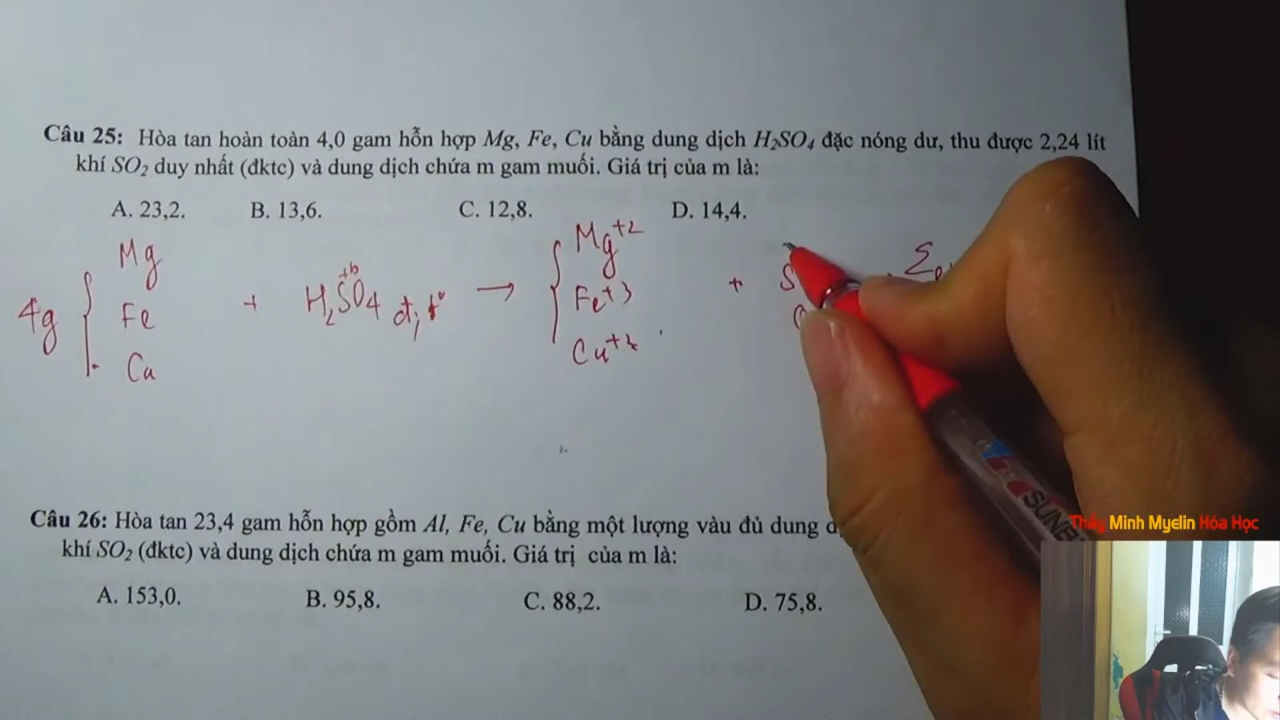 Câu 25: Hòa tan hoàn toàn 4,0 gam hỗn hợp Mg, Fe, Cu bằng dung dịch H₂SO₄ đặc nóng dư, thu được 2,24 lít
khí SO₂ duy nhất (đktc) và dung dịch chứa m gam muối. Giá trị của m là:
A. 23,2. B. 13,6. C. 12,8. D. 14,4.
4g { Mg Fe Cu + H₂SO₄ đ, t° → { Mg+2 Fe+3 Cu+2 + S
+6
Σe
Câu 26: Hòa tan 23,4 gam hỗn hợp gồm Al, Fe, Cu bằng một lượng vàu đủ dung
khí SO₂ (đktc) và dung dịch chứa m gam muối. Giá trị của m là:
A. 153,0. B. 95,8. C. 88,2. D. 75,8.
Thầy Minh Myelin Hóa Học